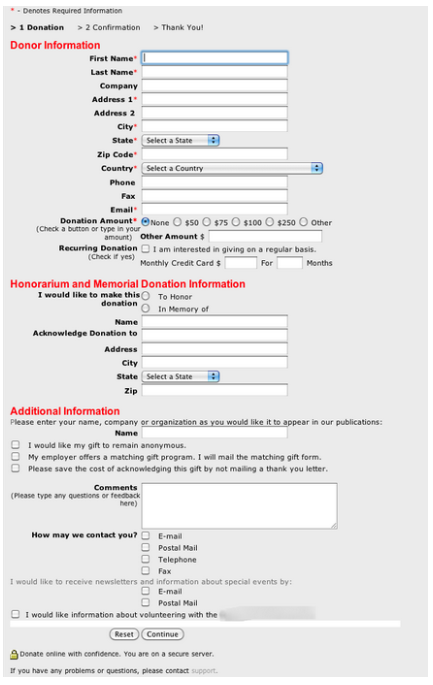 * - Denotes Required Information
> 1 Donation > 2 Confirmation > Thank You!
Donor Information
First Name*
Last Name*
Company
Address 1*
Address 2
City*
State* Select a State
Zip Code*
Country* Select a Country
Phone
Fax
Email*
Donation Amount* None $50 $75 $100 $250 Other
(Check a button or type in your
amount) Other Amount $
Recurring Donation I am interested in giving on a regular basis.
(Check if yes)
Monthly Credit Card $ For Months
Honorarium and Memorial Donation Information
I would like to make this To Honor
donation
In Memory of
Name
Acknowledge Donation to
Address
City
State Select a State
Zip
Additional Information
Please enter your name, company or organization as you would like it to appear in our publications:
Name
I would like my gift to remain anonymous.
My employer offers a matching gift program. I will mail the matching gift form.
Please save the cost of acknowledging this gift by not mailing a thank you letter.
Comments
(Please type any questions or feedback
here)
How may we contact you? E-mail
Postal Mail
Telephone
Fax
I would like to receive newsletters and information about special events by:
E-mail
Postal Mail
I would like information about volunteering with the
Reset Continue
Donate online with confidence. You are on a secure server.
If you have any problems or questions, please contact support.